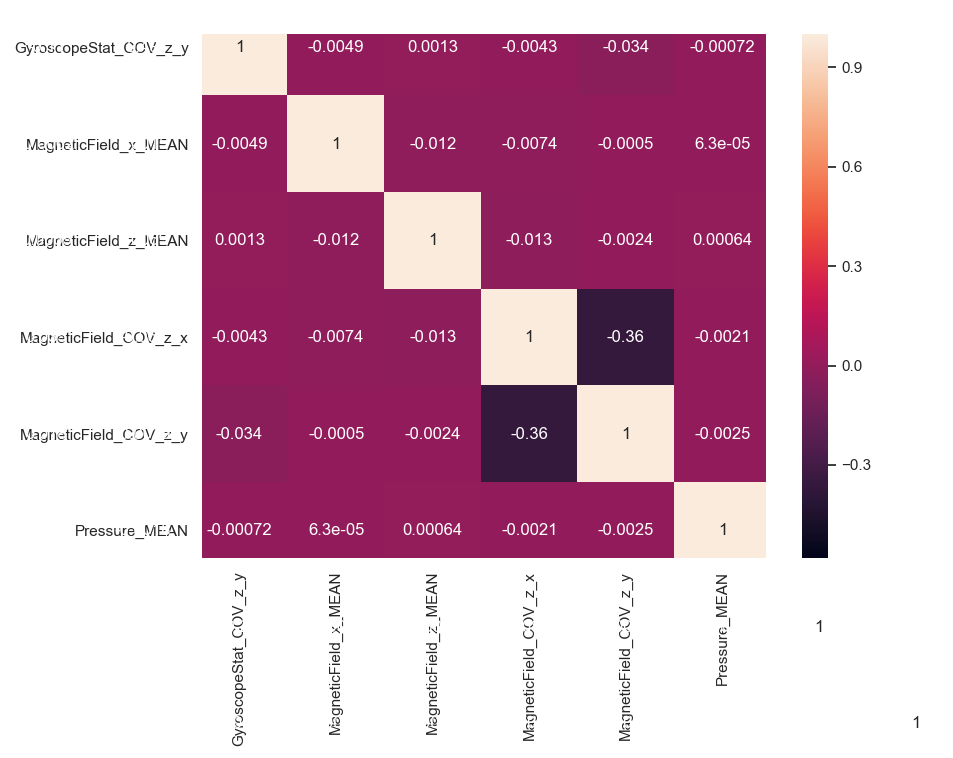 GyroscopeStat_COV_z_y 1 -0.0049 0.0013 -0.0043 -0.034 -0.00072
0.9
MagneticField_x_MEAN -0.0049 1 -0.012 -0.0074 -0.0005 6.3e-05
0.6
MagneticField_z_MEAN 0.0013 -0.012 1 -0.013 -0.0024 0.00064
0.3
MagneticField_COV_z_x -0.0043 -0.0074 -0.013 1 -0.36 -0.0021
0.0
MagneticField_COV_z_y -0.034 -0.0005 -0.0024 -0.36 1 -0.0025
−0.3
Pressure_MEAN -0.00072 6.3e-05 0.00064 -0.0021 -0.0025 1
GyroscopeStat_COV_z_y
MagneticField_x_MEAN
MagneticField_z_MEAN
MagneticField_COV_z_x
MagneticField_COV_z_y
Pressure_MEAN
1
1